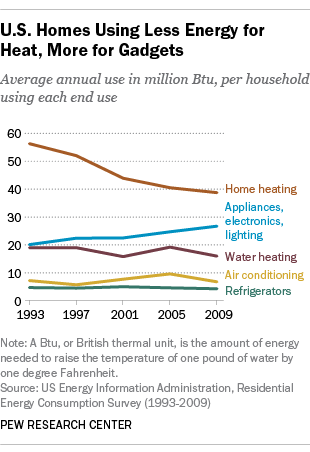 U.S. Homes Using Less Energy for
Heat, More for Gadgets
Average annual use in million Btu, per household
using each end use
60
50
40
30
20
10
0
Home heating
Appliances,
electronics,
lighting
Water heating
Air conditioning
Refrigerators
1993 1997 2001 2005 2009
Note: A Btu, or British thermal unit, is the amount of energy
needed to raise the temperature of one pound of water by
one degree Fahrenheit.
Source: US Energy Information Administration, Residential
Energy Consumption Survey (1993-2009)
PEW RESEARCH CENTER